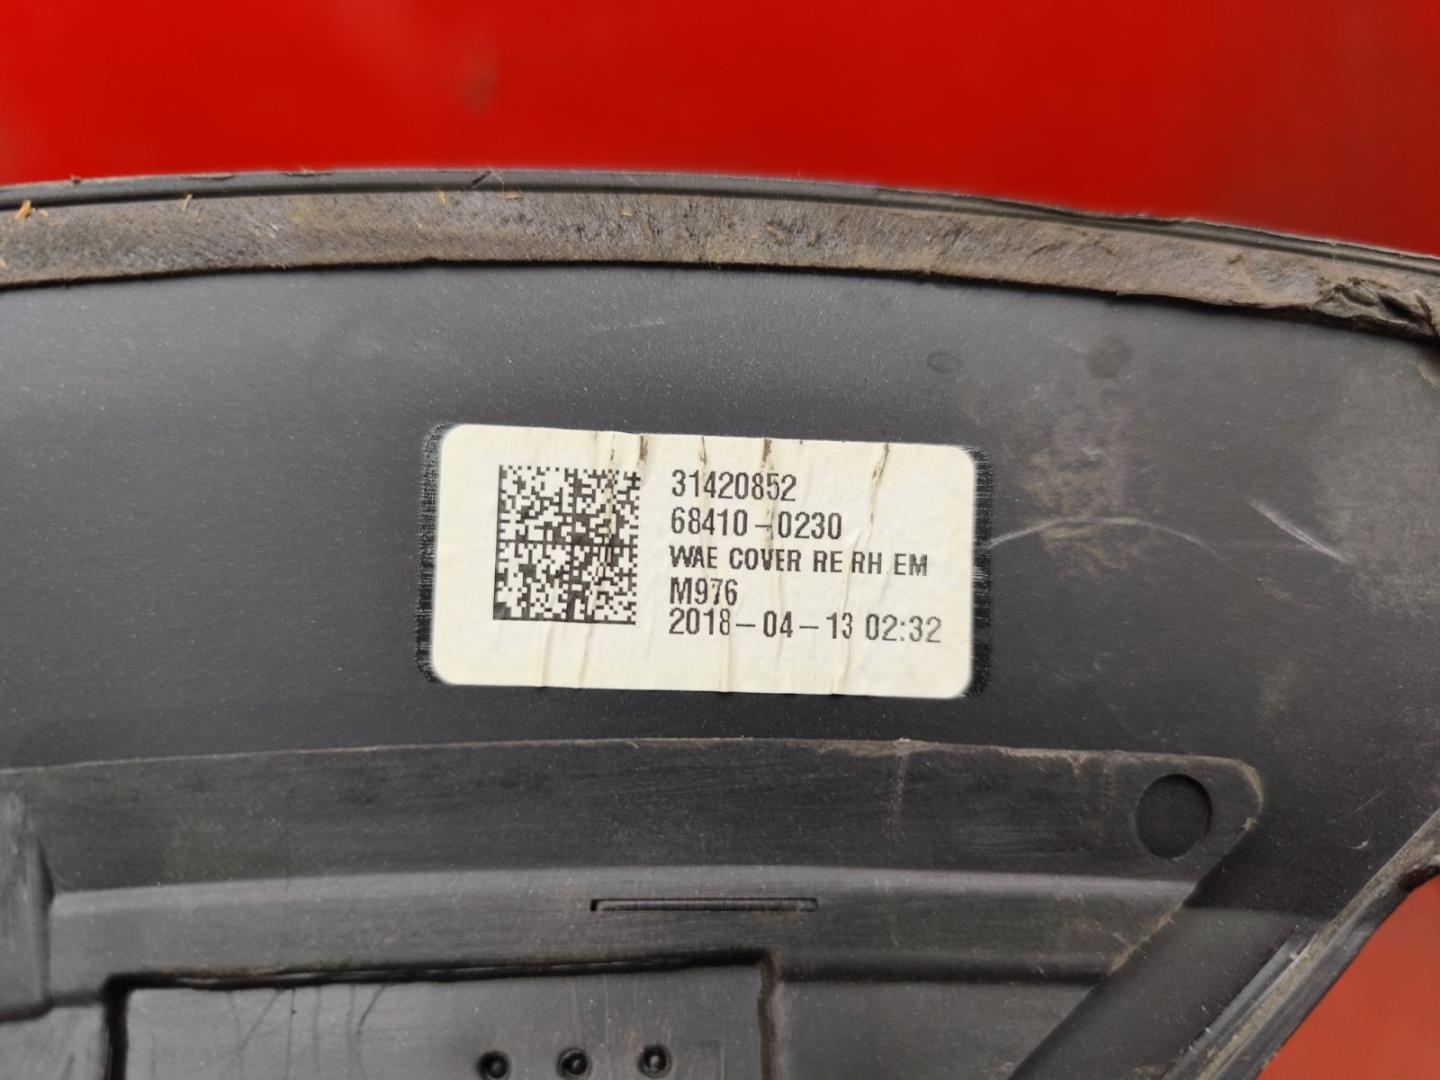 31420852
68410-0230
WAE COVER RE RH EM
M976
2018-04-13 02:32